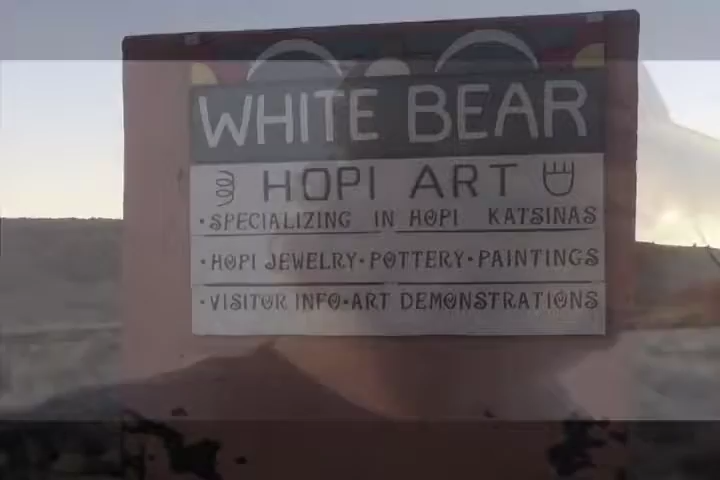 WHITE BEAR
HOPI ART
·SPECIALIZING IN HOPI KATSINAS
·HOPI JEWELRY·POTTERY·PAINTINGS
·VISITOR INFO·ART DEMONSTRATIONS